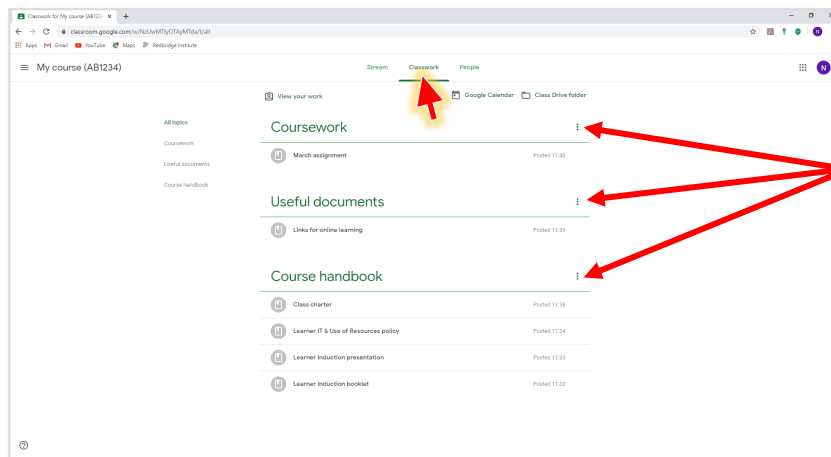 Classwork for My course (AB123
classroom.google.com/w/NzUwMTIyOTAyMTda/t/all
N
Apps Gmail YouTube Maps Redbridge Institute
My course (AB1234)
Stream Classwork People
N
View your work
Google Calendar Class Drive folder
All topics
Coursework
Useful documents
Course handbook
Coursework
March assignment Posted 11:40
Useful documents
Links for online learning Posted 11:39
Course handbook
Class charter Posted 11:38
Learner IT & Use of Resources policy Posted 11:34
Learner Induction presentation Posted 11:33
Learner Induction booklet Posted 11:33